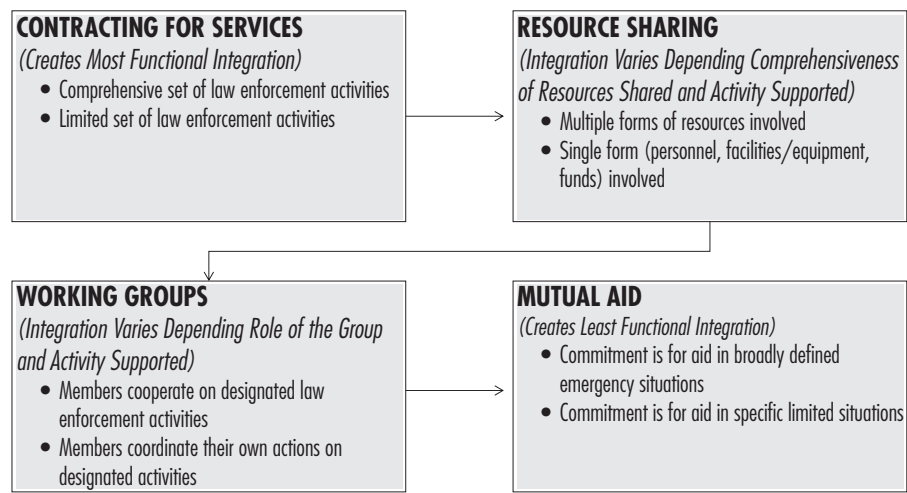 CONTRACTING FOR SERVICES
(Creates Most Functional Integration)
• Comprehensive set of law enforcement activities
• Limited set of law enforcement activities
RESOURCE SHARING
(Integration Varies Depending Comprehensiveness
of Resources Shared and Activity Supported)
• Multiple forms of resources involved
• Single form (personnel, facilities/equipment,
funds) involved
WORKING GROUPS
(Integration Varies Depending Role of the Group
and Activity Supported)
• Members cooperate on designated law
enforcement activities
• Members coordinate their own actions on
designated activities
MUTUAL AID
(Creates Least Functional Integration)
• Commitment is for aid in broadly defined
emergency situations
• Commitment is for aid in specific limited situations